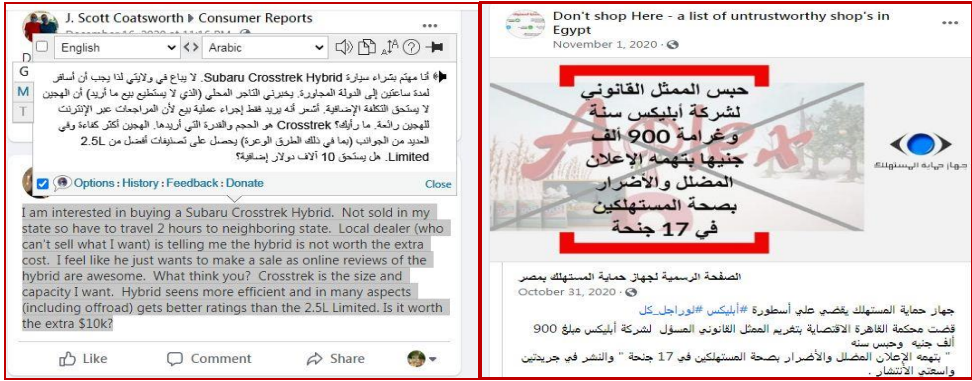 J. Scott Coatsworth ▸ Consumer Reports
December 16, 2020 at 11:16 PM
English <> Arabic
أنا مهتم بشراء سيارة Subaru Crosstrek Hybrid. لا يباع في ولايتي لذا يجب أن أسافر
لمدة ساعتين إلى الدولة المجاورة. يخبرني التاجر المحلي (الذي لا يستطيع بيع ما أريد) أن الهجين
لا يستحق التكلفة الإضافية. أشعر أنه يريد فقط إجراء عملية بيع لأن المراجعات عبر الإنترنت
للهجين رائعة. ما رأيك؟ Crosstrek هو الحجم والقدرة التي أريدها. الهجين أكثر كفاءة وفي
العديد من الجوانب (بما في ذلك الطرق الوعرة) يحصل على تصنيفات أفضل من 2.5L
Limited. هل يستحق 10 آلاف دولار إضافية؟
Options : History : Feedback : Donate Close
I am interested in buying a Subaru Crosstrek Hybrid. Not sold in my
state so have to travel 2 hours to neighboring state. Local dealer (who
can't sell what I want) is telling me the hybrid is not worth the extra
cost. I feel like he just wants to make a sale as online reviews of the
hybrid are awesome. What think you? Crosstrek is the size and
capacity I want. Hybrid seens more efficient and in many aspects
(including offroad) gets better ratings than the 2.5L Limited. Is it worth
the extra $10k?
Like Comment Share
Don't shop Here - a list of untrustworthy shop's in
Egypt
November 1, 2020
حبس الممثل القانوني
لشركة أبليكس سنة
وغرامة 900 ألف
جنيها بتهمه الإعلان
المضلل والأضرار
بصحة المستهلكين
في 17 جنحة
جهاز حماية المستهلك
الصفحة الرسمية لجهاز حماية المستهلك بمصر
October 31, 2020
جهاز حماية المستهلك يقضي علي أسطورة #أبليكس #لوراجل_كل
قضت محكمة القاهرة الاقتصاية بتغريم الممثل القانوني المسؤل لشركة أبليكس مبلغ 900
ألف جنيه وحبس سنه
" بتهمه الإعلان المضلل والأضرار بصحة المستهلكين في 17 جنحة " والنشر في جريدتين
واسعتي الأنتشار .